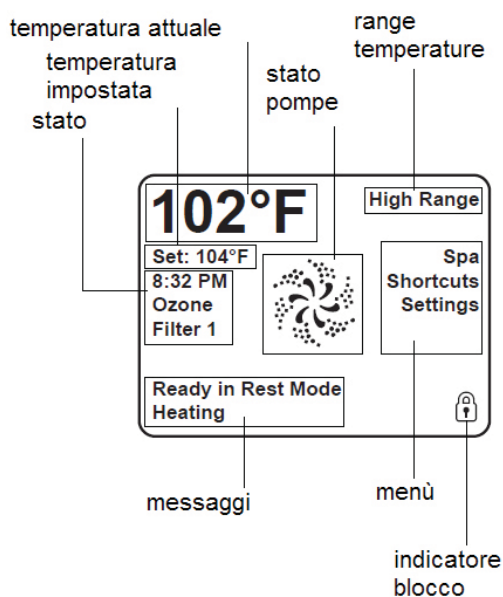 temperatura attuale
temperatura
impostata
stato
stato
pompe
range
temperature
102°F
High Range
Set: 104°F
8:32 PM
Ozone
Filter 1
Spa
Shortcuts
Settings
Ready in Rest Mode
Heating
messaggi
menù
indicatore
blocco